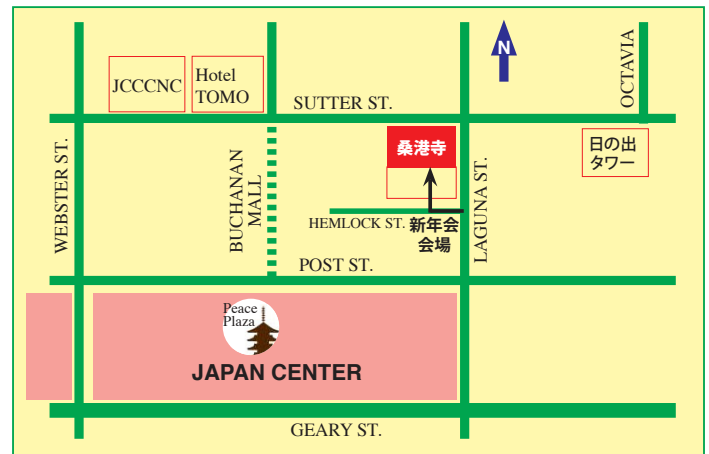 N
OCTAVIA
JCCCNC
Hotel
TOMO
SUTTER ST.
桑港寺
日の出
タワー
WEBSTER ST.
BUCHANAN
MALL
HEMLOCK ST.
新年会
会場
LAGUNA ST.
POST ST.
Peace
Plaza
JAPAN CENTER
GEARY ST.